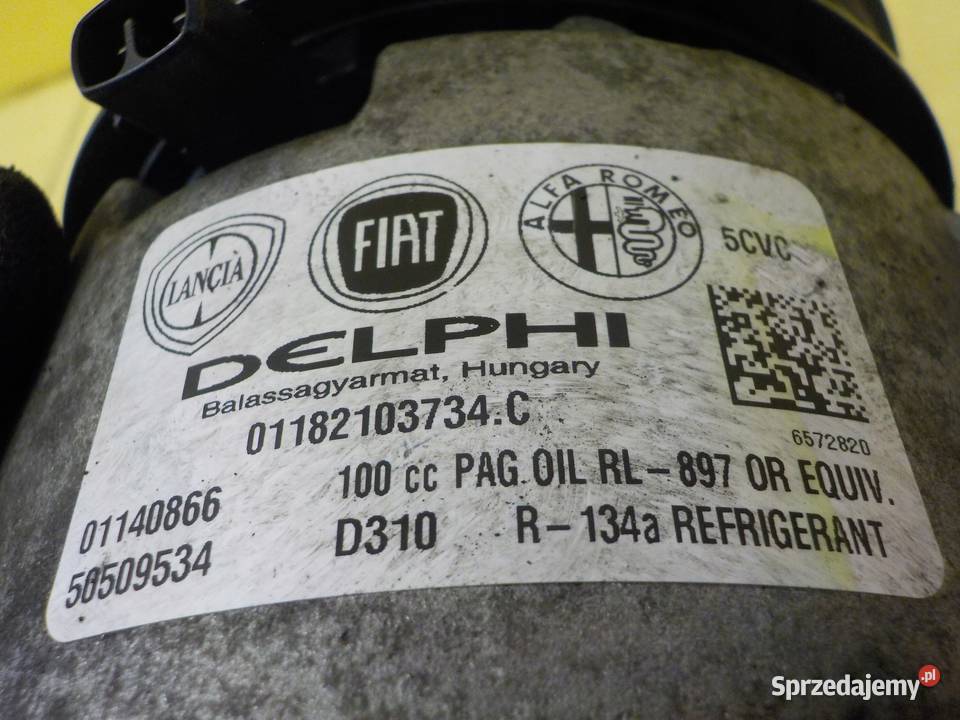 LANCIA
FIAT
ALFA ROMEO
5CVC
DELPHI
Balassagyarmat, Hungary
01182103734.C
6572820
100 cc PAG OIL RL-897 OR EQUIV.
01140866
D310 R-134a REFRIGERANT
50509534
Sprzedajemy.pl